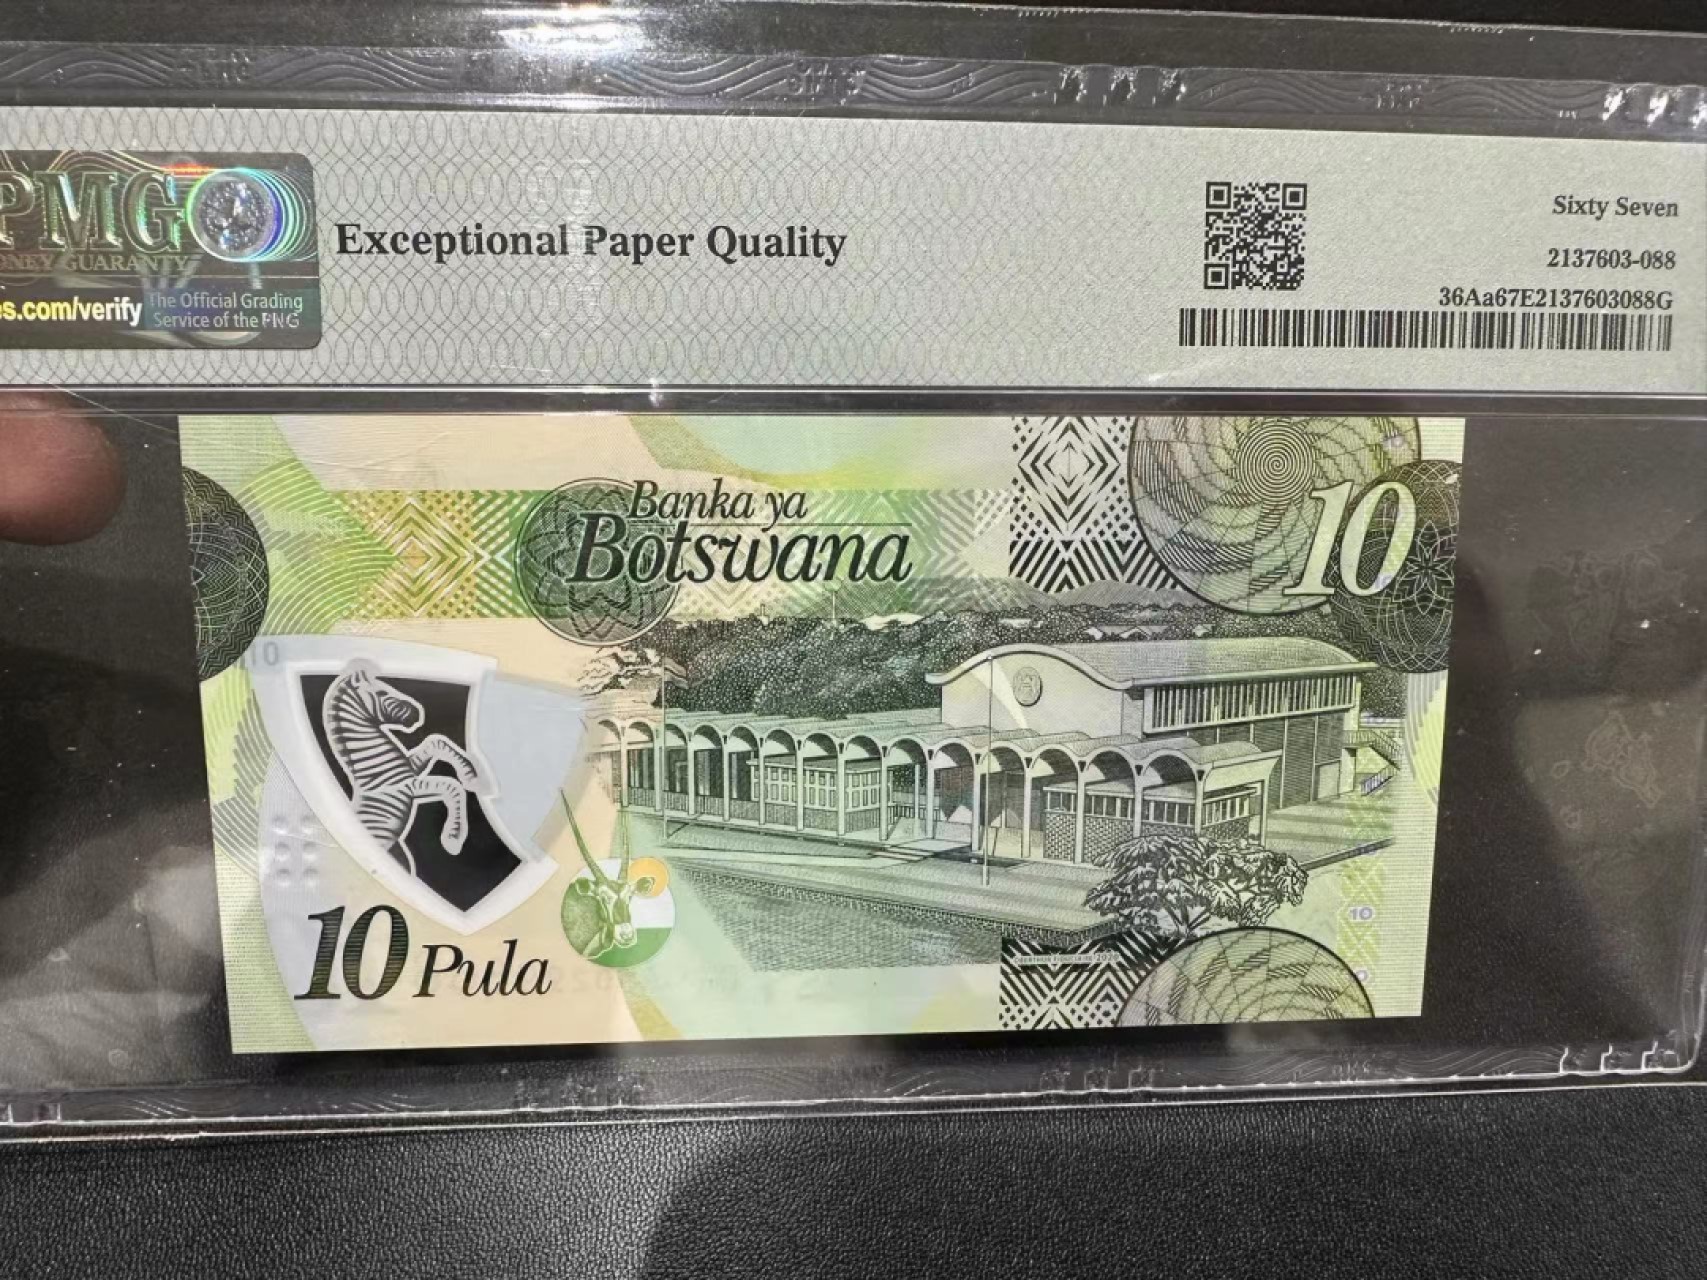 PMG
ONEY GUARANTY
es.com/verify
The Official Grading
Service of the PNG
Exceptional Paper Quality
Sixty Seven
2137603-088
36Aa67E2137603088G
Banka ya
Botswana
10
10
10 Pula
10